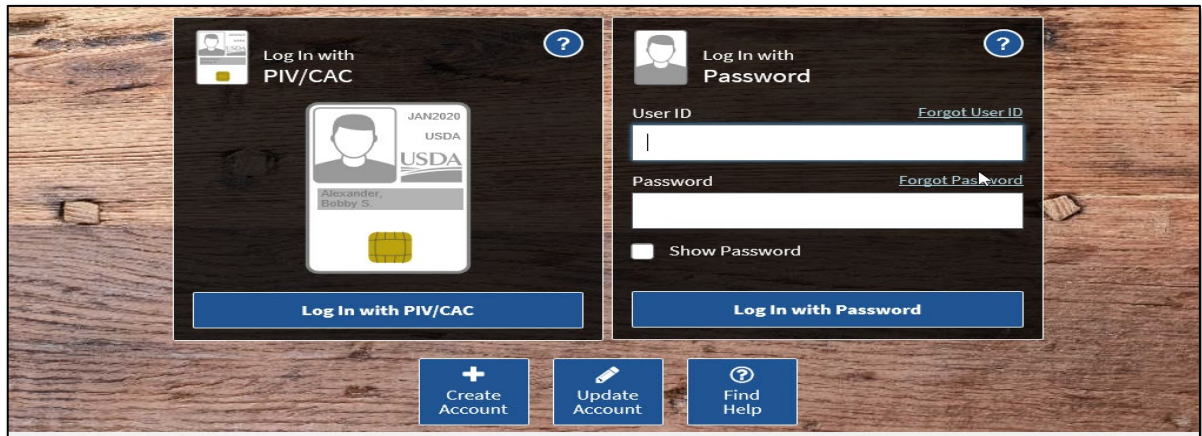 Log In with
PIV/CAC
?
JAN2020
USDA
USDA
Alexander,
Bobby S.
Log In with PIV/CAC
Log In with
Password
?
User ID
Forgot User ID
Password
Forgot Password
Show Password
Log In with Password
Create
Account
Update
Account
?
Find
Help